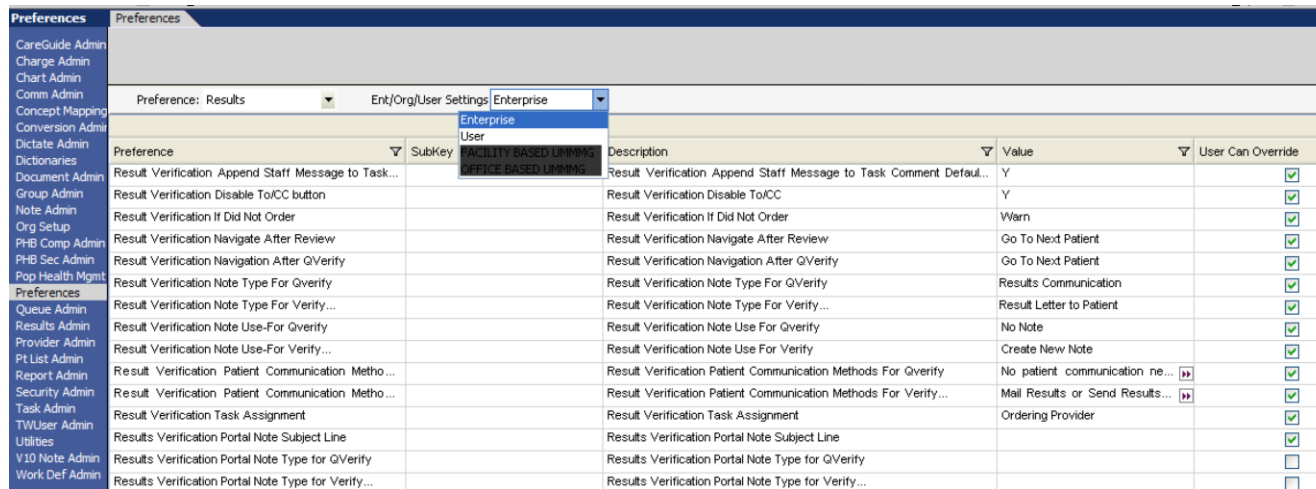 Preferences
Preferences
CareGuide Admin
Charge Admin
Chart Admin
Comm Admin
Concept Mapping
Conversion Admin
Dictate Admin
Dictionaries
Document Admin
Group Admin
Note Admin
Org Setup
PHB Comp Admin
PHB Sec Admin
Pop Health Mgmt
Preferences
Queue Admin
Results Admin
Provider Admin
Pt List Admin
Report Admin
Security Admin
Task Admin
TWUser Admin
Utilities
V10 Note Admin
Work Def Admin
Preference: Results Ent/Org/User Settings Enterprise
Enterprise
User
FACILITY BASED UMMMG
OFFICE BASED UMMMG
Preference SubKey Description Value User Can Override
Result Verification Append Staff Message to Task... Result Verification Append Staff Message to Task Comment Defaul... Y
Result Verification Disable To/CC button Result Verification Disable To/CC Y
Result Verification If Did Not Order Result Verification If Did Not Order Warn
Result Verification Navigate After Review Result Verification Navigate After Review Go To Next Patient
Result Verification Navigation After QVerify Result Verification Navigation After QVerify Go To Next Patient
Result Verification Note Type For Qverify Result Verification Note Type For QVerify Results Communication
Result Verification Note Type For Verify... Result Verification Note Type For Verify... Result Letter to Patient
Result Verification Note Use-For Qverify Result Verification Note Use For Qverify No Note
Result Verification Note Use-For Verify... Result Verification Note Use For Verify Create New Note
Result Verification Patient Communication Metho... Result Verification Patient Communication Methods For Qverify No patient communication ne...
Result Verification Patient Communication Metho... Result Verification Patient Communication Methods For Verify... Mail Results or Send Results...
Result Verification Task Assignment Result Verification Task Assignment Ordering Provider
Results Verification Portal Note Subject Line Results Verification Portal Note Subject Line
Results Verification Portal Note Type for QVerify Results Verification Portal Note Type for QVerify
Results Verification Portal Note Type for Verify... Results Verification Portal Note Type for Verify...